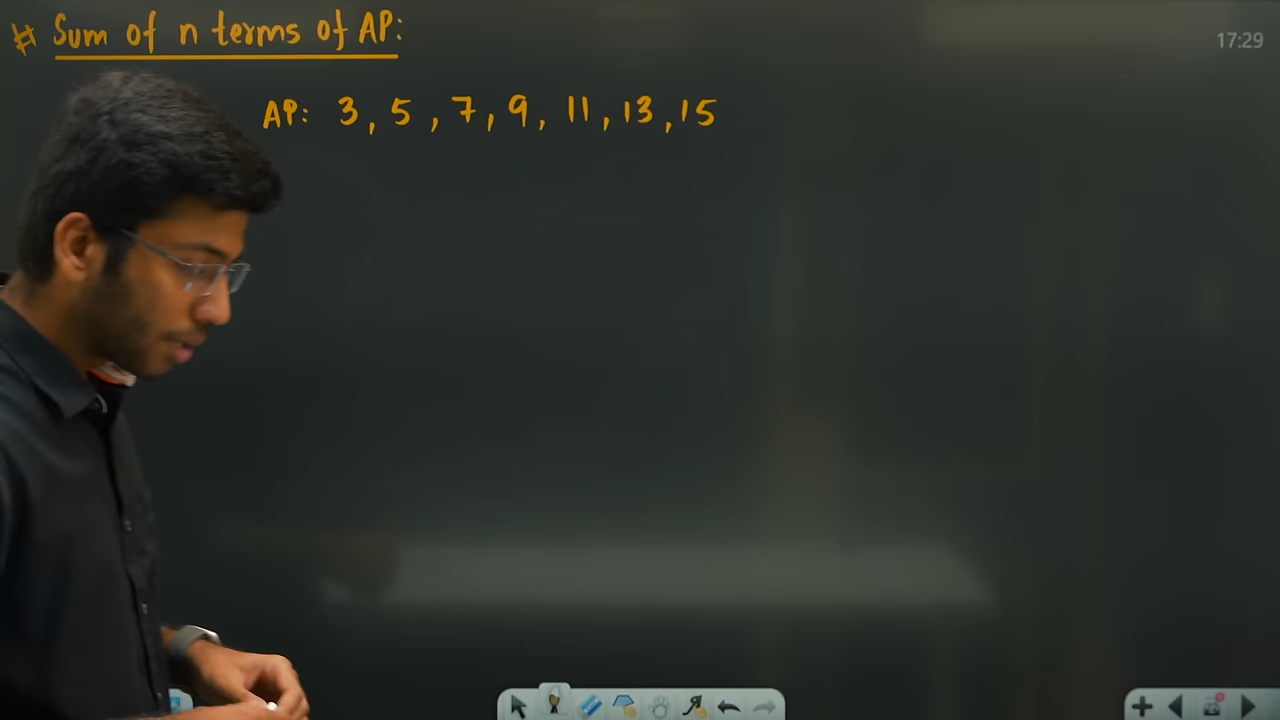 # Sum of n terms of AP:
17:29
AP: 3, 5, 7, 9, 11, 13, 15